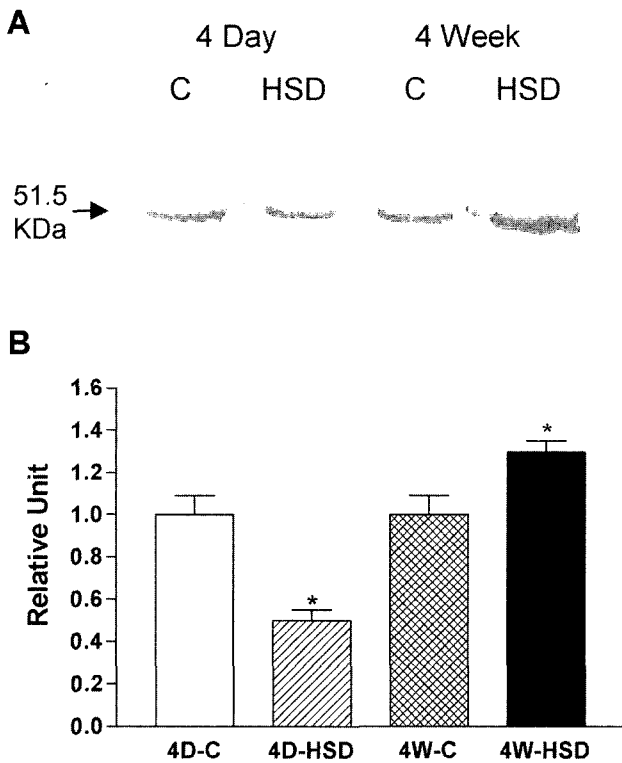 A
4 Day 4 Week
C HSD C HSD
51.5
KDa
B
1.6
1.4
1.2
1.0
0.8
0.6
0.4
0.2
0.0
Relative Unit
*
*
4D-C 4D-HSD 4W-C 4W-HSD